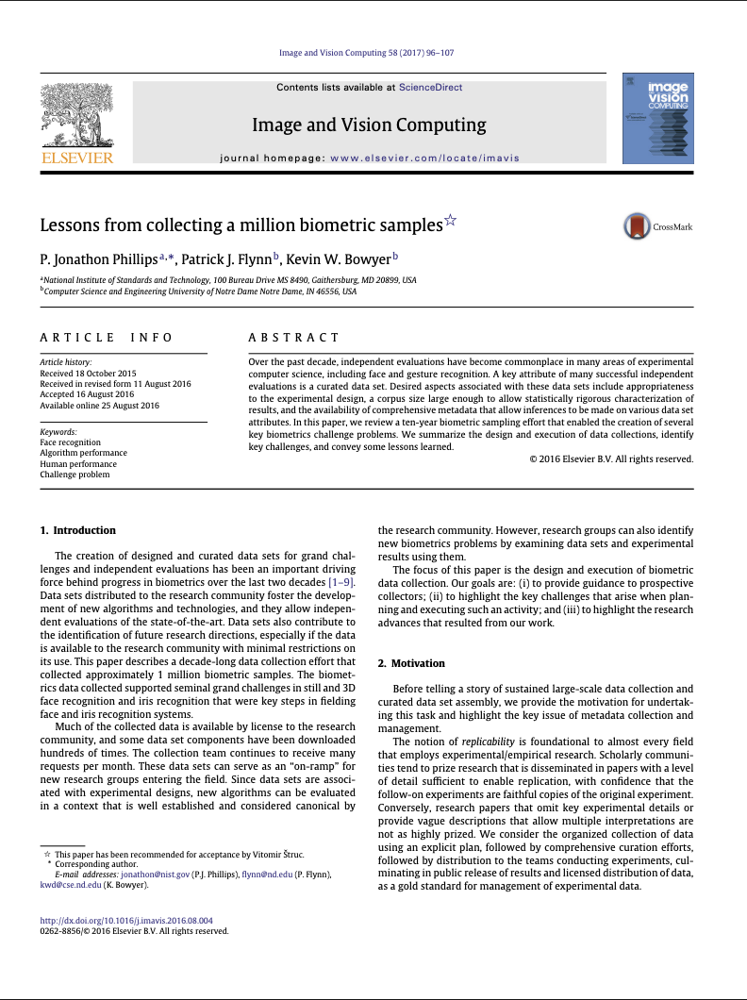 Image and Vision Computing 58 (2017) 96–107
Contents lists available at ScienceDirect
Image and Vision Computing
journal homepage: www.elsevier.com/locate/imavis
ELSEVIER
image
vision
COMPUTING
Lessons from collecting a million biometric samples☆
CrossMark
P. Jonathon Phillips a,*, Patrick J. Flynn b, Kevin W. Bowyer b
a National Institute of Standards and Technology, 100 Bureau Drive MS 8490, Gaithersburg, MD 20899, USA
b Computer Science and Engineering University of Notre Dame Notre Dame, IN 46556, USA
ARTICLE INFO
Article history:
Received 18 October 2015
Received in revised form 11 August 2016
Accepted 16 August 2016
Available online 25 August 2016
Keywords:
Face recognition
Algorithm performance
Human performance
Challenge problem
ABSTRACT
Over the past decade, independent evaluations have become commonplace in many areas of experimental
computer science, including face and gesture recognition. A key attribute of many successful independent
evaluations is a curated data set. Desired aspects associated with these data sets include appropriateness
to the experimental design, a corpus size large enough to allow statistically rigorous characterization of
results, and the availability of comprehensive metadata that allow inferences to be made on various data set
attributes. In this paper, we review a ten-year biometric sampling effort that enabled the creation of several
key biometrics challenge problems. We summarize the design and execution of data collections, identify
key challenges, and convey some lessons learned.
© 2016 Elsevier B.V. All rights reserved.
1. Introduction
The creation of designed and curated data sets for grand chal-
lenges and independent evaluations has been an important driving
force behind progress in biometrics over the last two decades [1–9].
Data sets distributed to the research community foster the develop-
ment of new algorithms and technologies, and they allow indepen-
dent evaluations of the state-of-the-art. Data sets also contribute to
the identification of future research directions, especially if the data
is available to the research community with minimal restrictions on
its use. This paper describes a decade-long data collection effort that
collected approximately 1 million biometric samples. The biomet-
rics data collected supported seminal grand challenges in still and 3D
face recognition and iris recognition that were key steps in fielding
face and iris recognition systems.
Much of the collected data is available by license to the research
community, and some data set components have been downloaded
hundreds of times. The collection team continues to receive many
requests per month. These data sets can serve as an “on-ramp” for
new research groups entering the field. Since data sets are associ-
ated with experimental designs, new algorithms can be evaluated
in a context that is well established and considered canonical by
☆ This paper has been recommended for acceptance by Vitomir Štruc.
* Corresponding author.
E-mail addresses: jonathon@nist.gov (P.J. Phillips), flynn@nd.edu (P. Flynn),
kwd@cse.nd.edu (K. Bowyer).
the research community. However, research groups can also identify
new biometrics problems by examining data sets and experimental
results using them.
The focus of this paper is the design and execution of biometric
data collection. Our goals are: (i) to provide guidance to prospective
collectors; (ii) to highlight the key challenges that arise when plan-
ning and executing such an activity; and (iii) to highlight the research
advances that resulted from our work.
2. Motivation
Before telling a story of sustained large-scale data collection and
curated data set assembly, we provide the motivation for undertak-
ing this task and highlight the key issue of metadata collection and
management.
The notion of replicability is foundational to almost every field
that employs experimental/empirical research. Scholarly communi-
ties tend to prize research that is disseminated in papers with a level
of detail sufficient to enable replication, with confidence that the
follow-on experiments are faithful copies of the original experiment.
Conversely, research papers that omit key experimental details or
provide vague descriptions that allow multiple interpretations are
not as highly prized. We consider the organized collection of data
using an explicit plan, followed by comprehensive curation efforts,
followed by distribution to the teams conducting experiments, cul-
minating in public release of results and licensed distribution of data,
as a gold standard for management of experimental data.
http://dx.doi.org/10.1016/j.imavis.2016.08.004
0262-8856/© 2016 Elsevier B.V. All rights reserved.